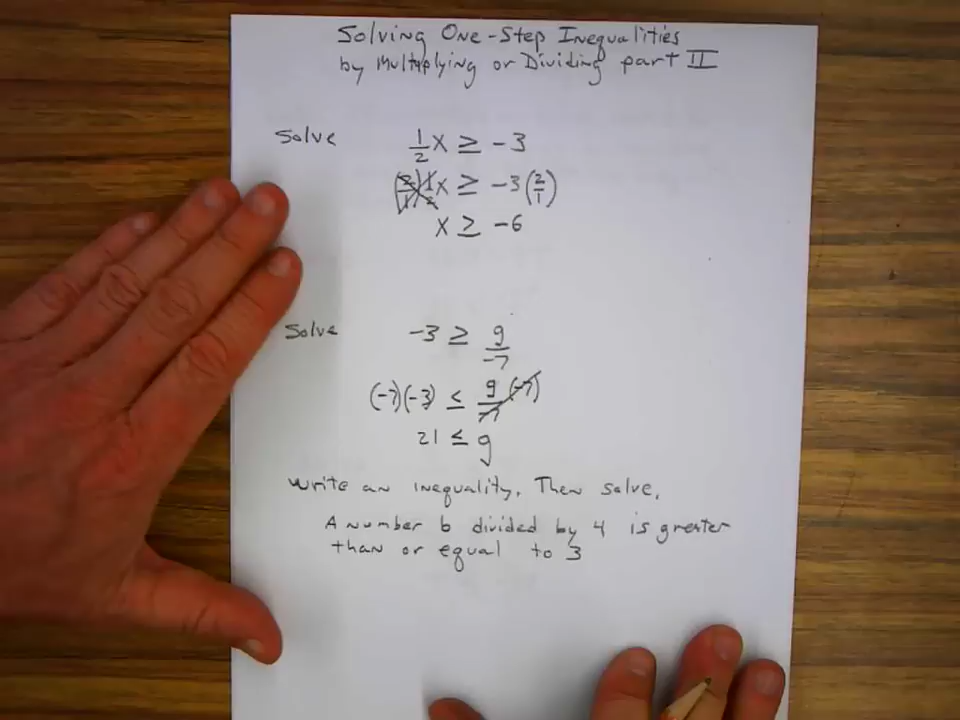 Solving One-Step Inequalities
by Multiplying or Dividing part II
Solve 1/2 x ≥ -3
(2/1) 1/2 x ≥ -3 (2/1)
x ≥ -6
Solve -3 ≥ g/-7
(-7)(-3) ≤ g/-7 (-7)
21 ≤ g
Write an inequality. Then solve.
A number b divided by 4 is greater
than or equal to 3